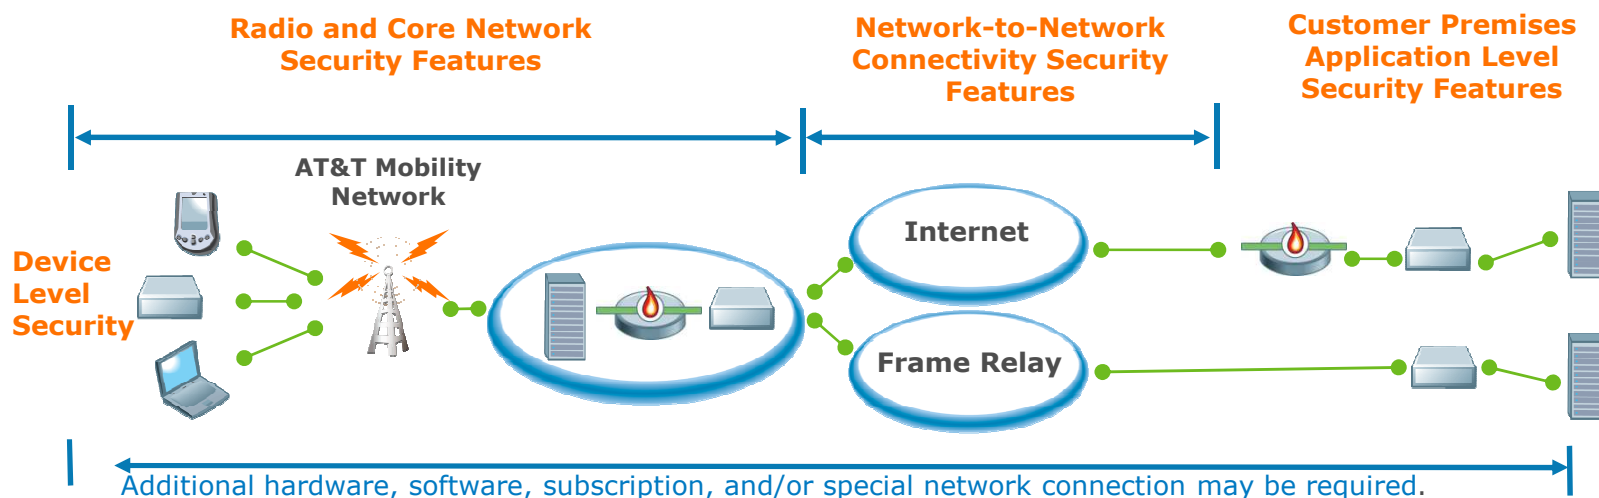 Radio and Core Network
Security Features
Network-to-Network
Connectivity Security
Features
Customer Premises
Application Level
Security Features
AT&T Mobility
Network
Device
Level
Security
Internet
Frame Relay
Additional hardware, software, subscription, and/or special network connection may be required.